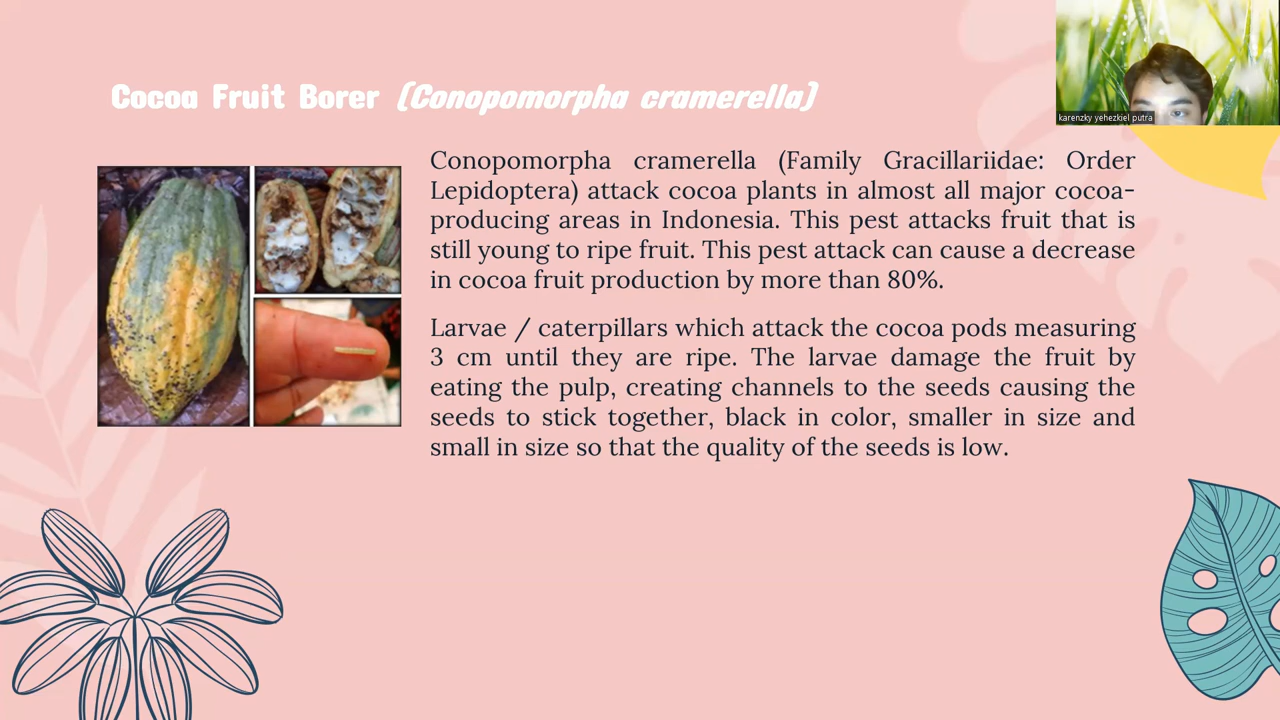 Cocoa Fruit Borer (Conopomorpha cramerella)
karenzky yehezkiel putra
Conopomorpha cramerella (Family Gracillariidae: Order
Lepidoptera) attack cocoa plants in almost all major cocoa-
producing areas in Indonesia. This pest attacks fruit that is
still young to ripe fruit. This pest attack can cause a decrease
in cocoa fruit production by more than 80%.
Larvae / caterpillars which attack the cocoa pods measuring
3 cm until they are ripe. The larvae damage the fruit by
eating the pulp, creating channels to the seeds causing the
seeds to stick together, black in color, smaller in size and
small in size so that the quality of the seeds is low.